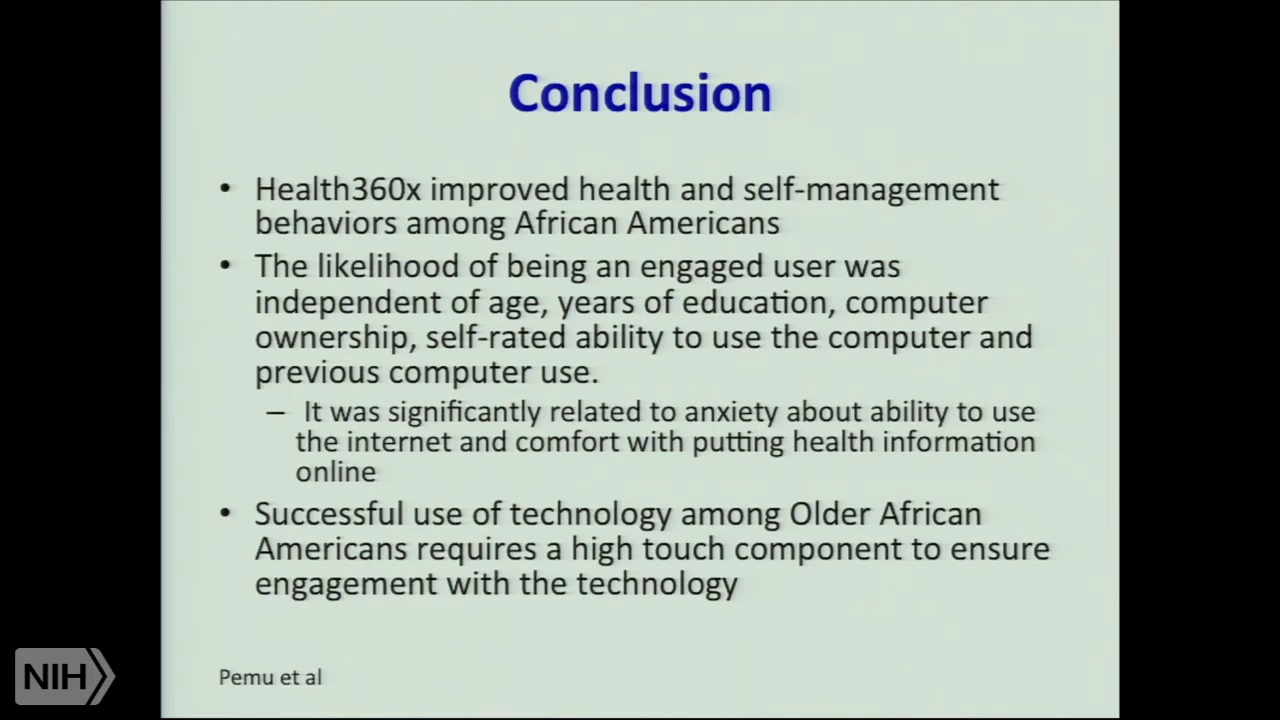 Conclusion
• Health360x improved health and self-management
behaviors among African Americans
• The likelihood of being an engaged user was
independent of age, years of education, computer
ownership, self-rated ability to use the computer and
previous computer use.
– It was significantly related to anxiety about ability to use
the internet and comfort with putting health information
online
• Successful use of technology among Older African
Americans requires a high touch component to ensure
engagement with the technology
Pemu et al
NIH